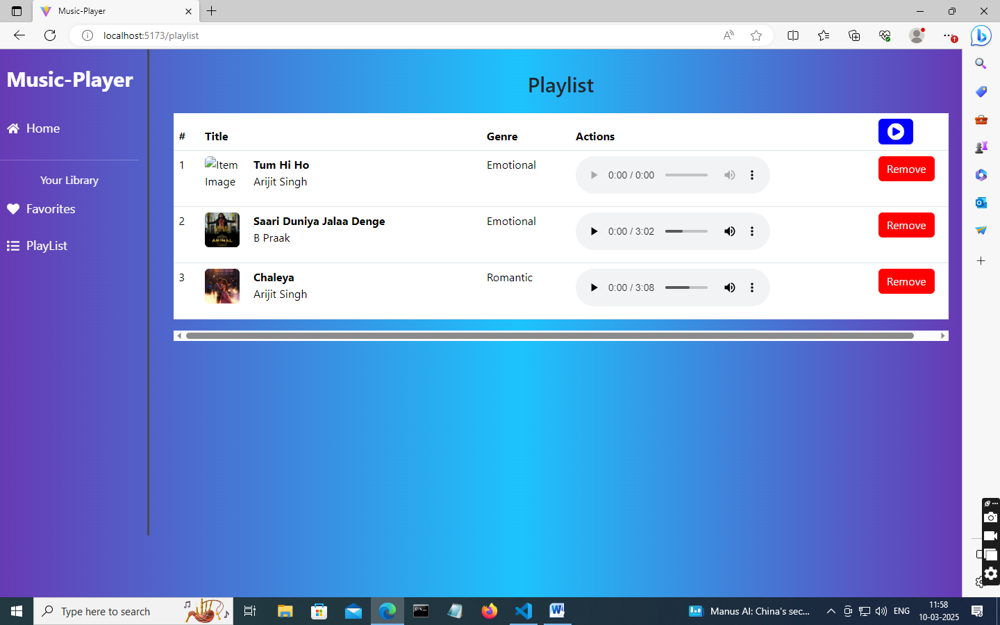 Music-Player
localhost:5173/playlist
Music-Player
Home
Your Library
Favorites
PlayList
Playlist
# Title Genre Actions
1 Item Image Tum Hi Ho Emotional 0:00 / 0:00 Remove
Arijit Singh
2 Saari Duniya Jalaa Denge Emotional 0:00 / 3:02 Remove
B Praak
ANIMAL
3 Chaleya Romantic 0:00 / 3:08 Remove
Arijit Singh
Type here to search
Manus AI: China's sec...
ENG
11:58
10-03-2025